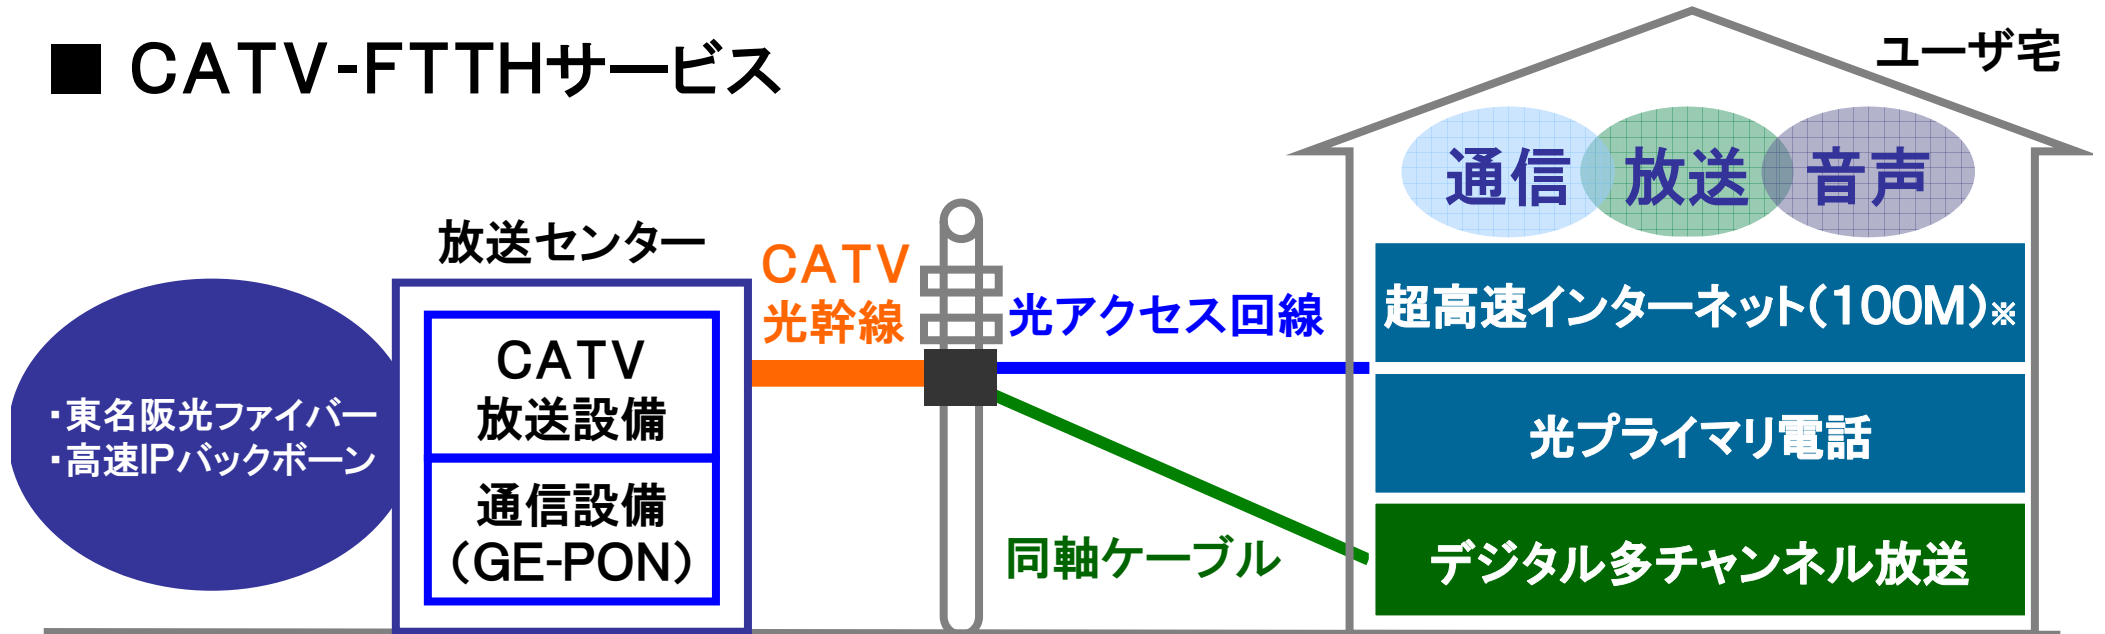 ■ CATV-FTTHサービス
ユーザ宅
通信 放送 音声
放送センター
CATV
光幹線
光アクセス回線
超高速インターネット(100M)※
CATV
放送設備
・東名阪光ファイバー
・高速IPバックボーン
光プライマリ電話
通信設備
(GE-PON)
同軸ケーブル
デジタル多チャンネル放送